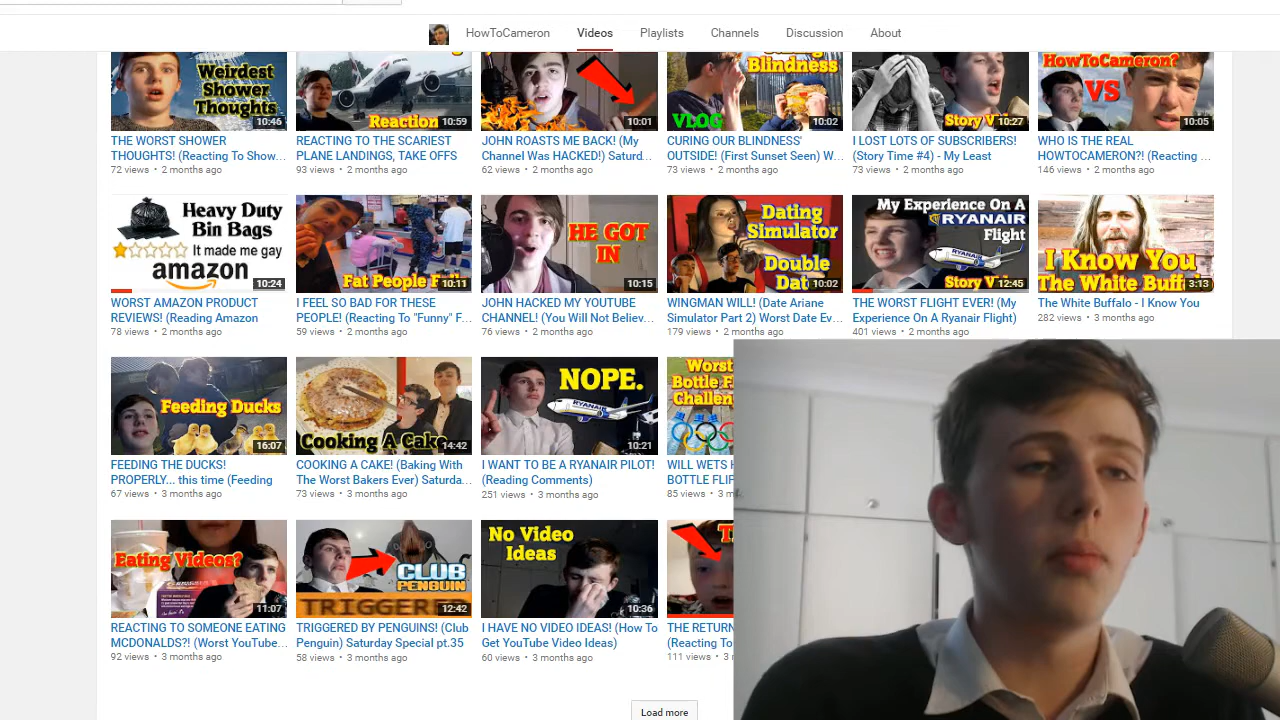 HowToCameron Videos Playlists Channels Discussion About
Weirdest
Shower
Thoughts
10:46
Reaction
10:59
10:01
Blindness
VLOG
10:02
Story V
10:27
HowToCameron?
VS
10:05
THE WORST SHOWER
THOUGHTS! (Reacting To Show...
72 views • 2 months ago
REACTING TO THE SCARIEST
PLANE LANDINGS, TAKE OFFS
93 views • 2 months ago
JOHN ROASTS ME BACK! (My
Channel Was HACKED!) Saturd...
62 views • 2 months ago
CURING OUR BLINDNESS'
OUTSIDE! (First Sunset Seen) W...
73 views • 2 months ago
I LOST LOTS OF SUBSCRIBERS!
(Story Time #4) - My Least
73 views • 2 months ago
WHO IS THE REAL
HOWTOCAMERON?! (Reacting ...
146 views • 2 months ago
Heavy Duty
Bin Bags
It made me gay
amazon
10:24
Fat People
10:11
HE GOT
IN
10:15
Dating
Simulator
Double
Dat
10:02
My Experience On A
RYANAIR
Flight
Story V
12:45
I Know You
The White Buff
3:13
WORST AMAZON PRODUCT
REVIEWS! (Reading Amazon
78 views • 2 months ago
I FEEL SO BAD FOR THESE
PEOPLE! (Reacting To "Funny" F...
59 views • 2 months ago
JOHN HACKED MY YOUTUBE
CHANNEL! (You Will Not Believ...
76 views • 2 months ago
WINGMAN WILL! (Date Ariane
Simulator Part 2) Worst Date Ev...
179 views • 2 months ago
THE WORST FLIGHT EVER! (My
Experience On A Ryanair Flight)
401 views • 2 months ago
The White Buffalo - I Know You
282 views • 3 months ago
Feeding Ducks
16:07
Cooking A Cake
14:42
NOPE.
RYANAIR
10:21
Worst
Bottle F
Challen
FEEDING THE DUCKS!
PROPERLY... this time (Feeding
67 views • 3 months ago
COOKING A CAKE! (Baking With
The Worst Bakers Ever) Saturda...
73 views • 3 months ago
I WANT TO BE A RYANAIR PILOT!
(Reading Comments)
251 views • 3 months ago
WILL WETS H
BOTTLE FLIP
85 views • 3 m
Eating Videos?
11:07
CLUB
PENGUIN
TRIGGERED
12:42
No Video
Ideas
10:36
T
REACTING TO SOMEONE EATING
MCDONALDS?! (Worst YouTube...
92 views • 3 months ago
TRIGGERED BY PENGUINS! (Club
Penguin) Saturday Special pt.35
58 views • 3 months ago
I HAVE NO VIDEO IDEAS! (How To
Get YouTube Video Ideas)
60 views • 3 months ago
THE RETURN
(Reacting To
111 views • 3 m
Load more